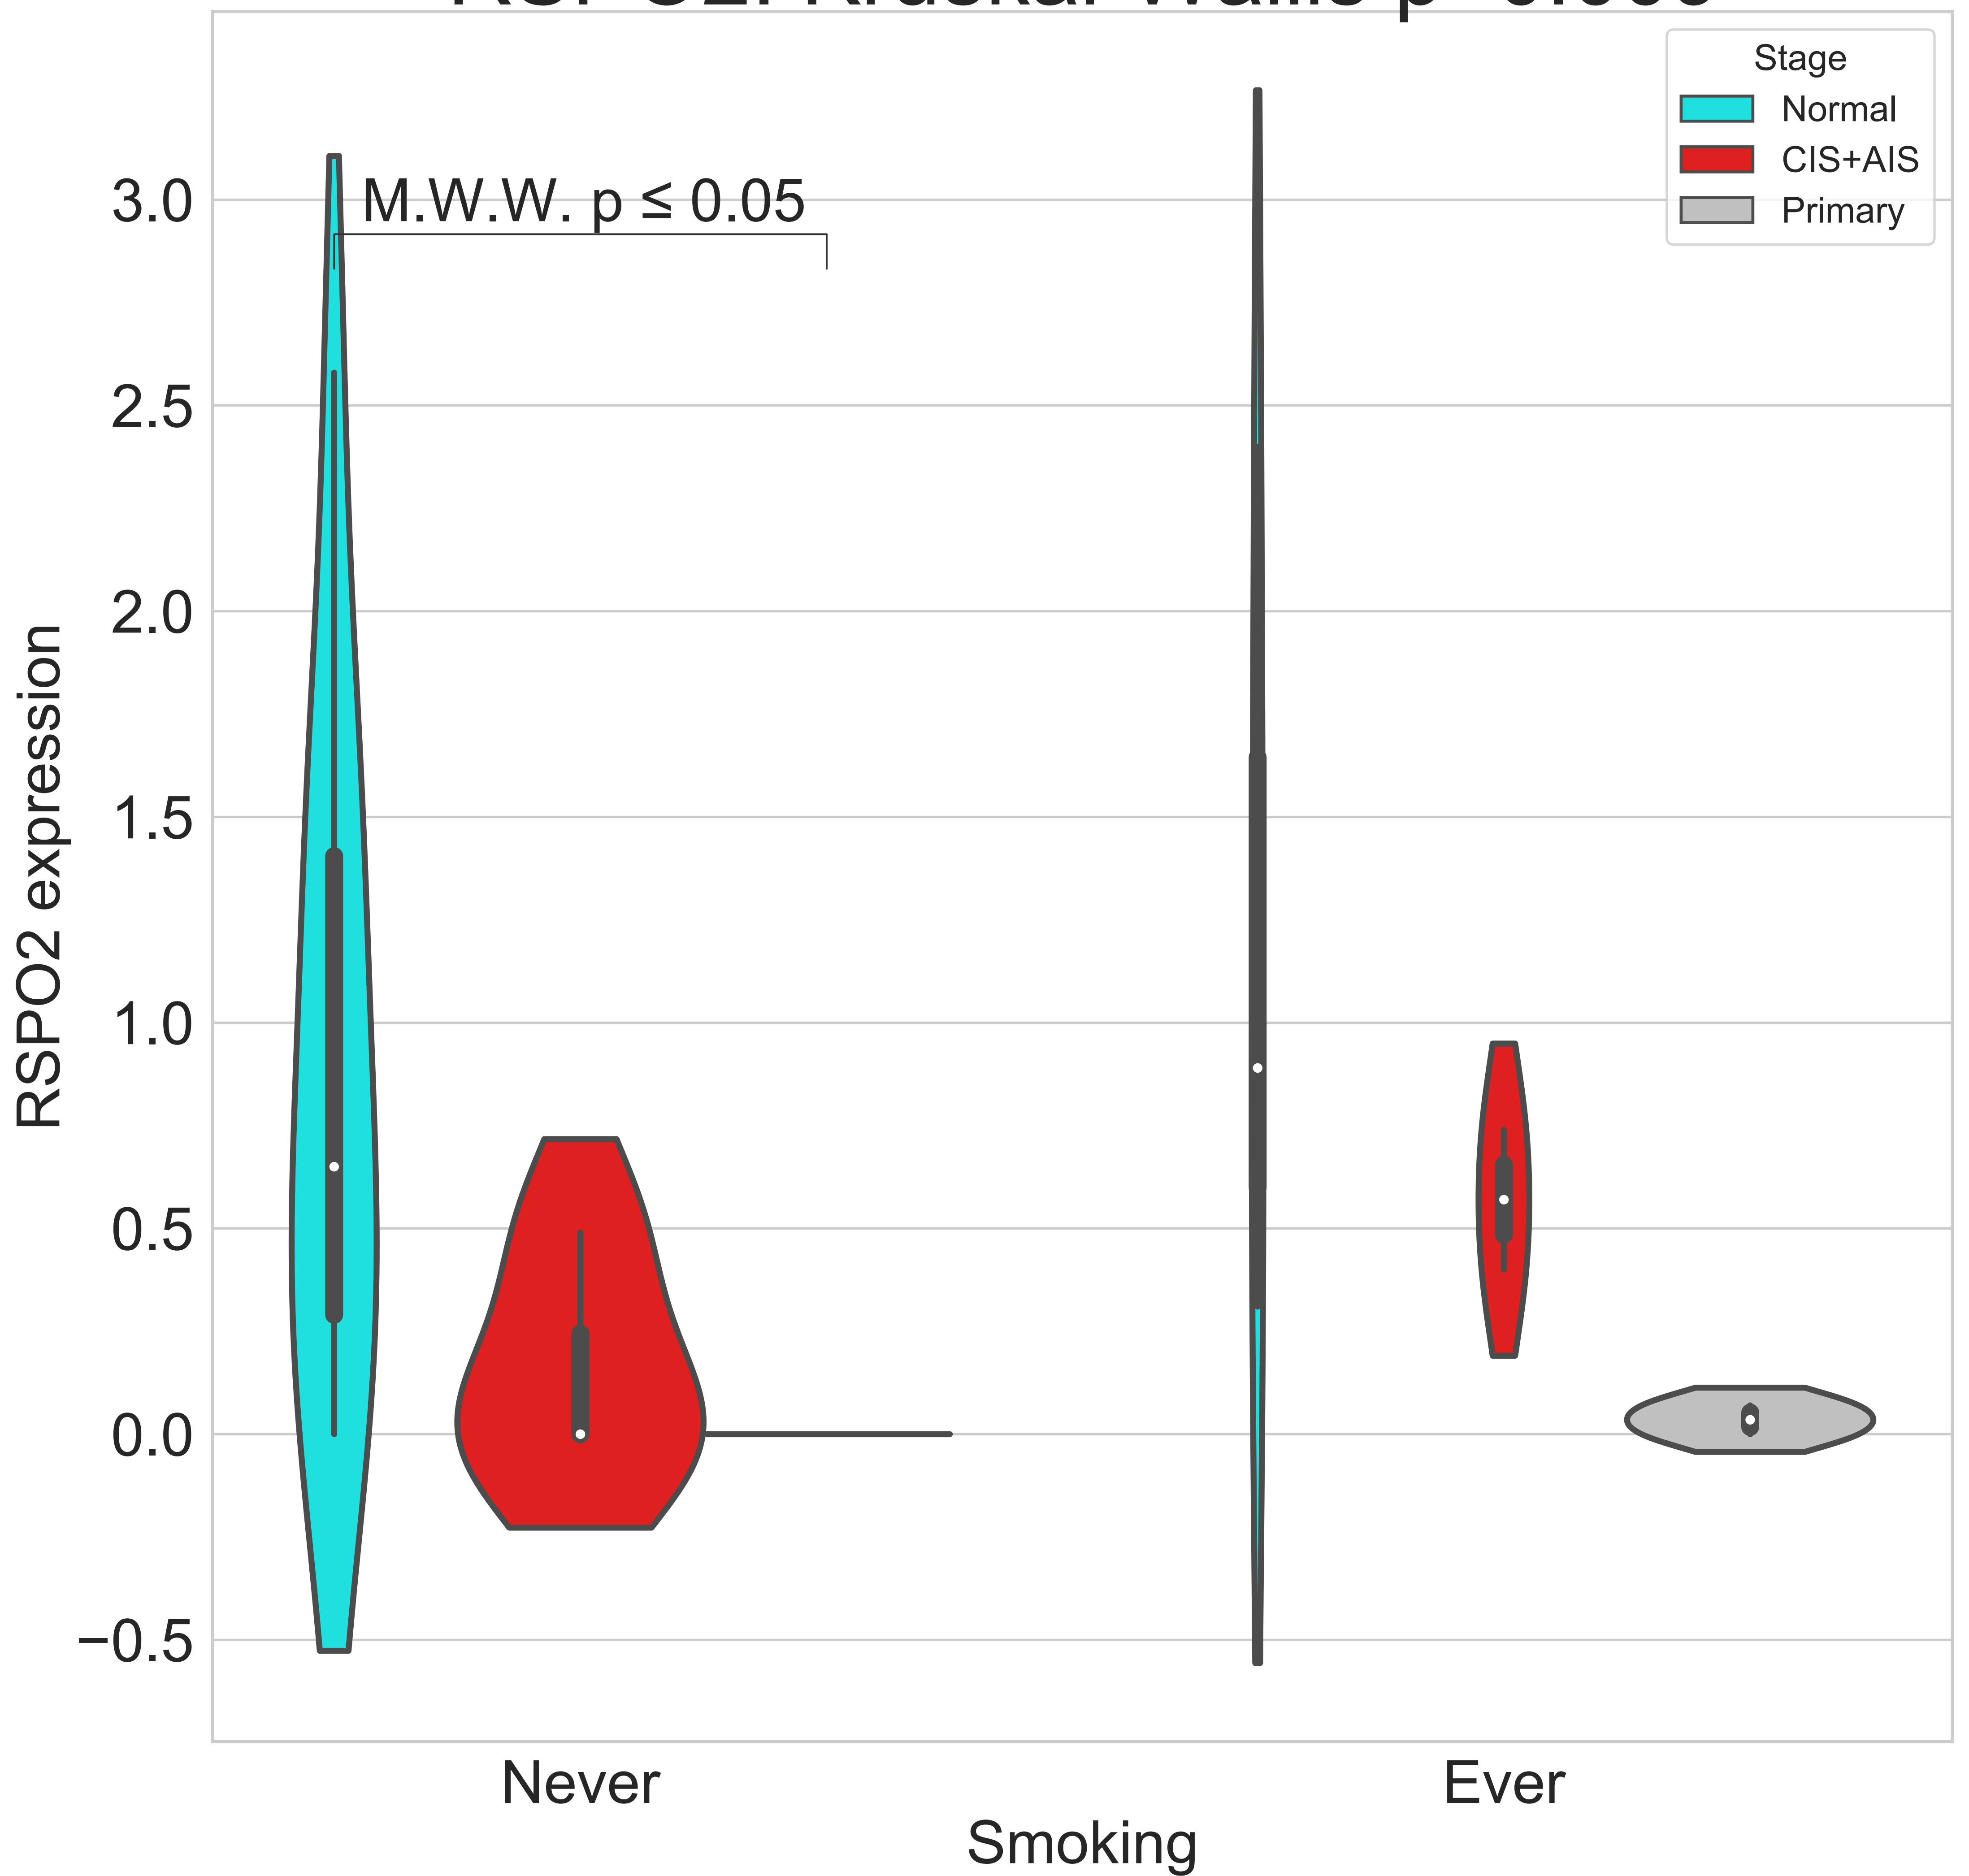 Stage
Normal
CIS+AIS
Primary
M.W.W. p ≤ 0.05
3.0
2.5
2.0
1.5
1.0
0.5
0.0
−0.5
RSPO2 expression
Never
Ever
Smoking